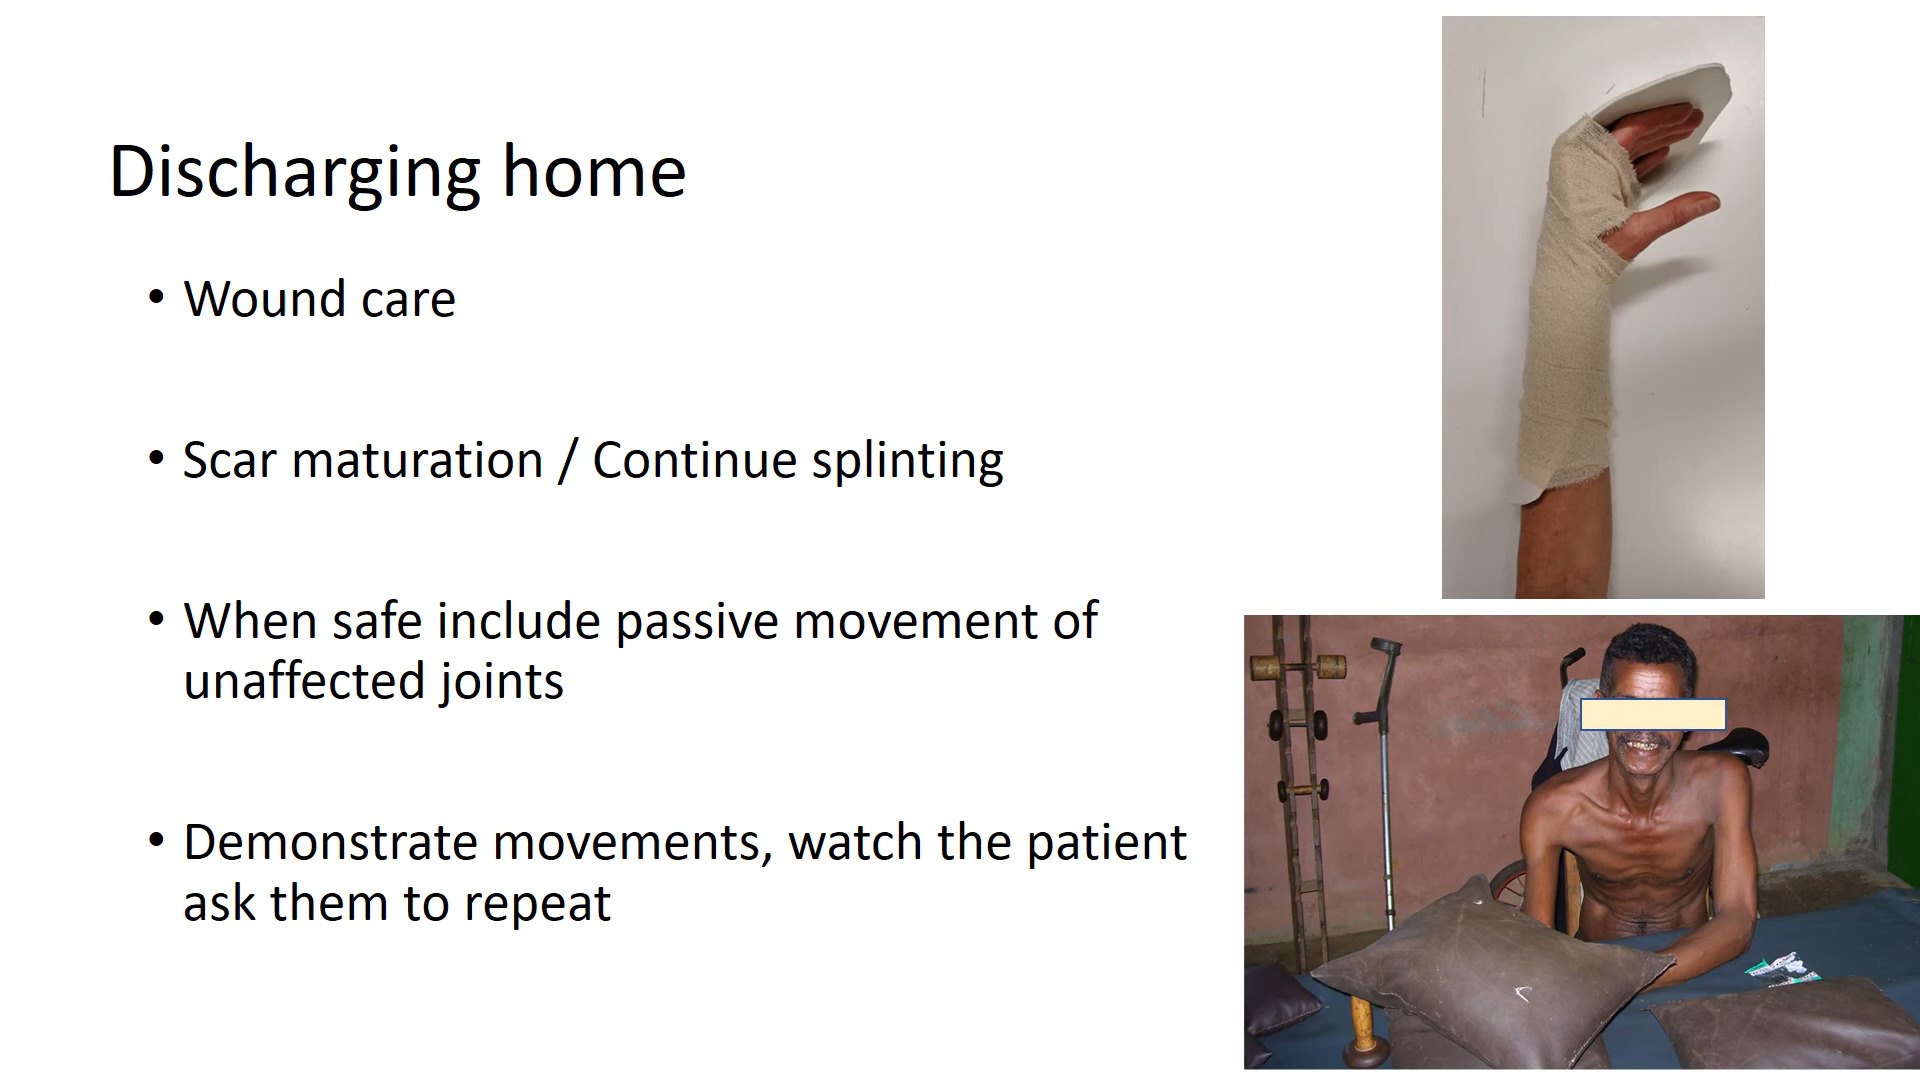 Discharging home
• Wound care
• Scar maturation / Continue splinting
• When safe include passive movement of
unaffected joints
• Demonstrate movements, watch the patient
ask them to repeat